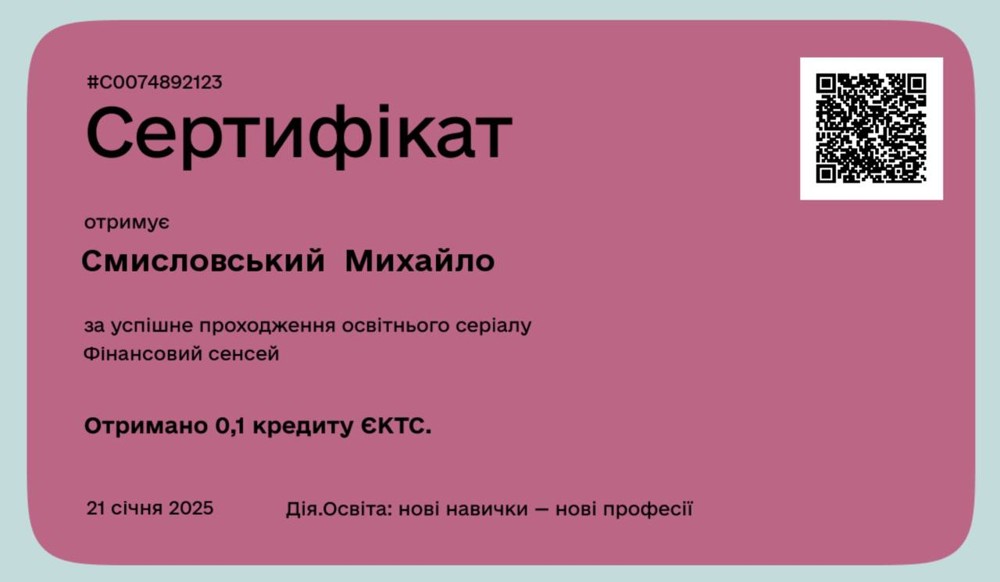 #C0074892123
Сертифікат
отримує
Смисловський Михайло
за успішне проходження освітнього серіалу
Фінансовий сенсей
Отримано 0,1 кредиту ЄКТС.
21 січня 2025 Дія.Освіта: нові навички — нові професії